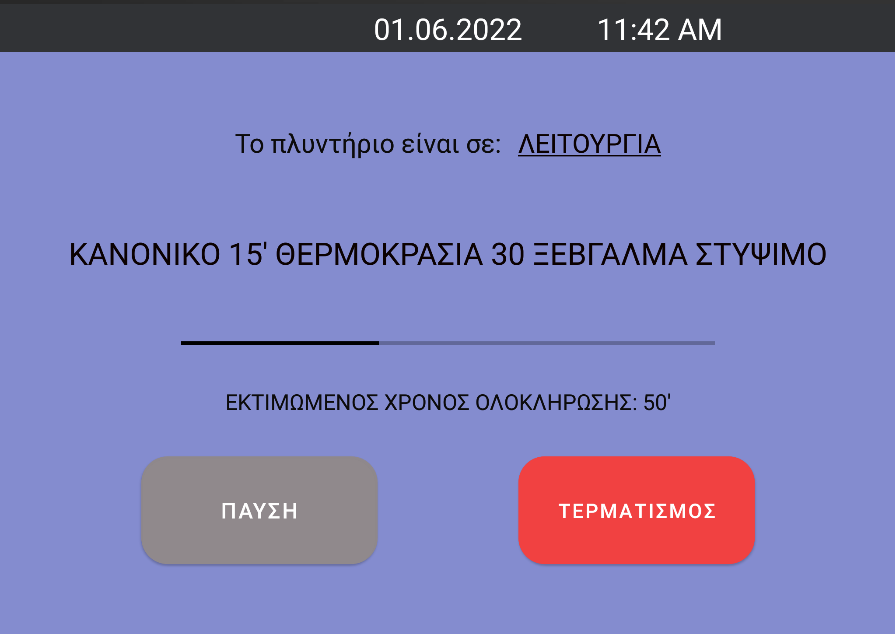 01.06.2022 11:42 AM
Το πλυντήριο είναι σε: ΛΕΙΤΟΥΡΓΙΑ
ΚΑΝΟΝΙΚΟ 15' ΘΕΡΜΟΚΡΑΣΙΑ 30 ΞΕΒΓΑΛΜΑ ΣΤΥΨΙΜΟ
ΕΚΤΙΜΩΜΕΝΟΣ ΧΡΟΝΟΣ ΟΛΟΚΛΗΡΩΣΗΣ: 50'
ΠΑΥΣΗ ΤΕΡΜΑΤΙΣΜΟΣ